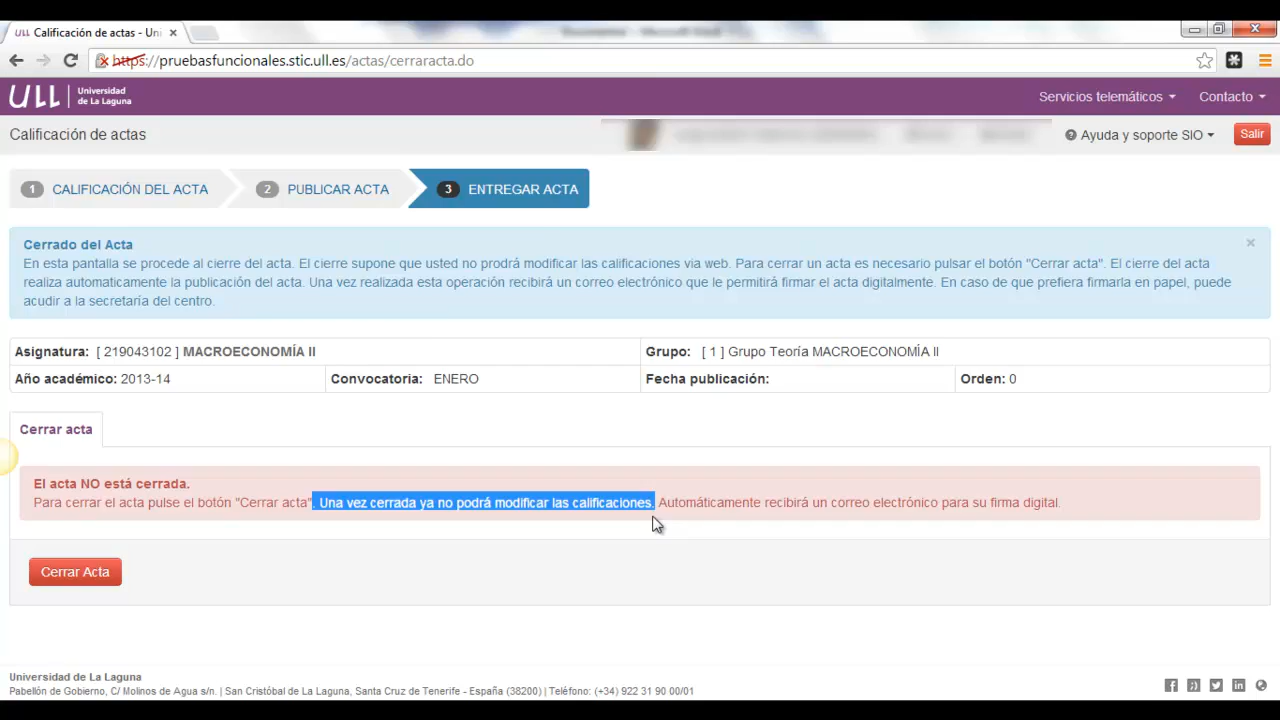 ULL Calificación de actas - Uni
https://pruebasfuncionales.stic.ull.es/actas/cerraracta.do
ULL Universidad de La Laguna
Servicios telemáticos
Contacto
Calificación de actas
Ayuda y soporte SIO
Salir
1 CALIFICACIÓN DEL ACTA
2 PUBLICAR ACTA
3 ENTREGAR ACTA
Cerrado del Acta
En esta pantalla se procede al cierre del acta. El cierre supone que usted no prodrá modificar las calificaciones via web. Para cerrar un acta es necesario pulsar el botón "Cerrar acta". El cierre del acta
realiza automaticamente la publicación del acta. Una vez realizada esta operación recibirá un correo electrónico que le permitirá firmar el acta digitalmente. En caso de que prefiera firmarla en papel, puede
acudir a la secretaría del centro.
Asignatura: [ 219043102 ] MACROECONOMÍA II
Grupo: [ 1 ] Grupo Teoría MACROECONOMÍA II
Año académico: 2013-14
Convocatoria: ENERO
Fecha publicación:
Orden: 0
Cerrar acta
El acta NO está cerrada.
Para cerrar el acta pulse el botón "Cerrar acta". Una vez cerrada ya no podrá modificar las calificaciones. Automáticamente recibirá un correo electrónico para su firma digital.
Cerrar Acta
Universidad de La Laguna
Pabellón de Gobierno, C/ Molinos de Agua s/n. | San Cristóbal de La Laguna, Santa Cruz de Tenerife - España (38200) | Teléfono: (+34) 922 31 90 00/01